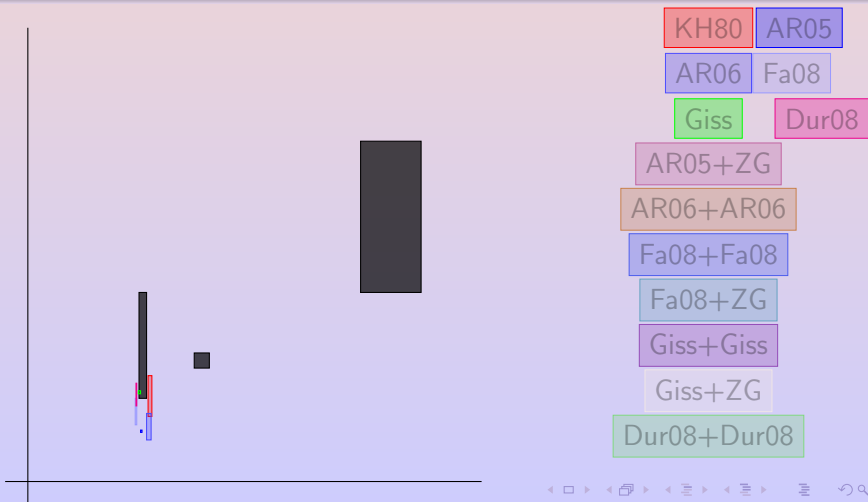 KH80 AR05
AR06 Fa08
Giss Dur08
AR05+ZG
AR06+AR06
Fa08+Fa08
Fa08+ZG
Giss+Giss
Giss+ZG
Dur08+Dur08